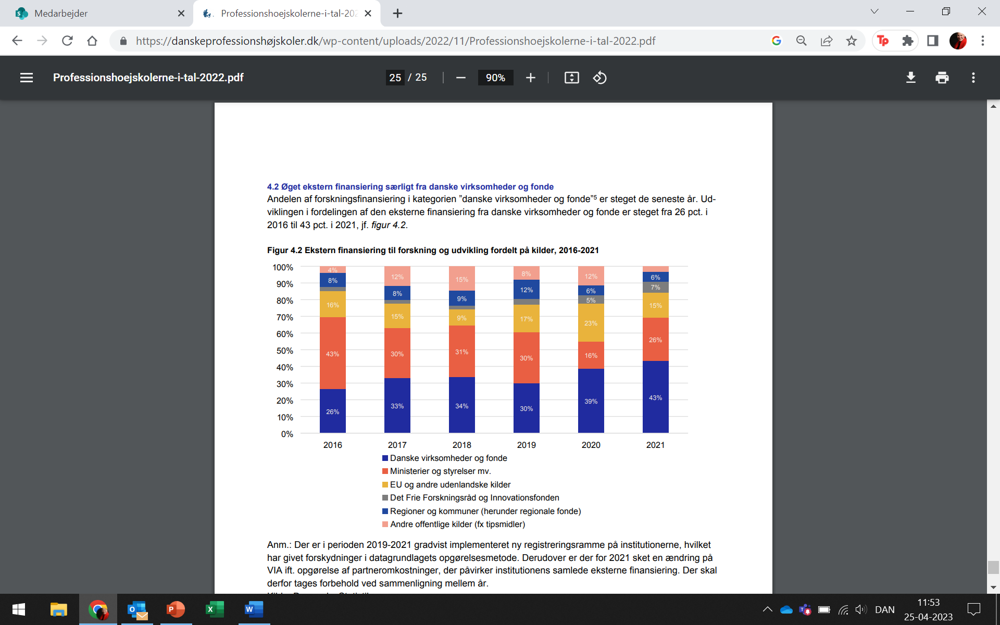 Medarbejder
Professionshoejskolerne-i-tal-202
https://danskeprofessionshøjskoler.dk/wp-content/uploads/2022/11/Professionshoejskolerne-i-tal-2022.pdf
Tp
Professionshoejskolerne-i-tal-2022.pdf
25 / 25
90%
4.2 Øget ekstern finansiering særligt fra danske virksomheder og fonde
Andelen af forskningsfinansiering i kategorien ”danske virksomheder og fonde”5 er steget de seneste år. Ud-
viklingen i fordelingen af den eksterne finansiering fra danske virksomheder og fonde er steget fra 26 pct. i
2016 til 43 pct. i 2021, jf. figur 4.2.
Figur 4.2 Ekstern finansiering til forskning og udvikling fordelt på kilder, 2016-2021
100%
90%
80%
70%
60%
50%
40%
30%
20%
10%
0%
4%
8%
16%
43%
26%
12%
8%
15%
30%
33%
15%
9%
9%
31%
34%
8%
12%
17%
30%
30%
12%
6%
5%
23%
16%
39%
6%
7%
15%
26%
43%
2016 2017 2018 2019 2020 2021
Danske virksomheder og fonde
Ministerier og styrelser mv.
EU og andre udenlandske kilder
Det Frie Forskningsråd og Innovationsfonden
Regioner og kommuner (herunder regionale fonde)
Andre offentlige kilder (fx tipsmidler)
Anm.: Der er i perioden 2019-2021 gradvist implementeret ny registreringsramme på institutionerne, hvilket
har givet forskydninger i datagrundlagets opgørelsesmetode. Derudover er der for 2021 sket en ændring på
VIA ift. opgørelse af partneromkostninger, der påvirker institutionens samlede eksterne finansiering. Der skal
derfor tages forbehold ved sammenligning mellem år.
DAN
11:53
25-04-2023